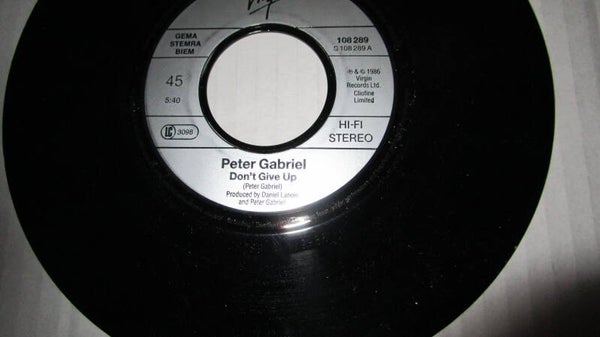 GEMA
STEMRA
BIEM
108 289
S 108 289 A
45
5:40
℗ & © 1986
Virgin
Records Ltd.
Cliofine
Limited
LC 3098
HI-FI
STEREO
Peter Gabriel
Don't Give Up
(Peter Gabriel)
Produced by Daniel Lanois
and Peter Gabriel